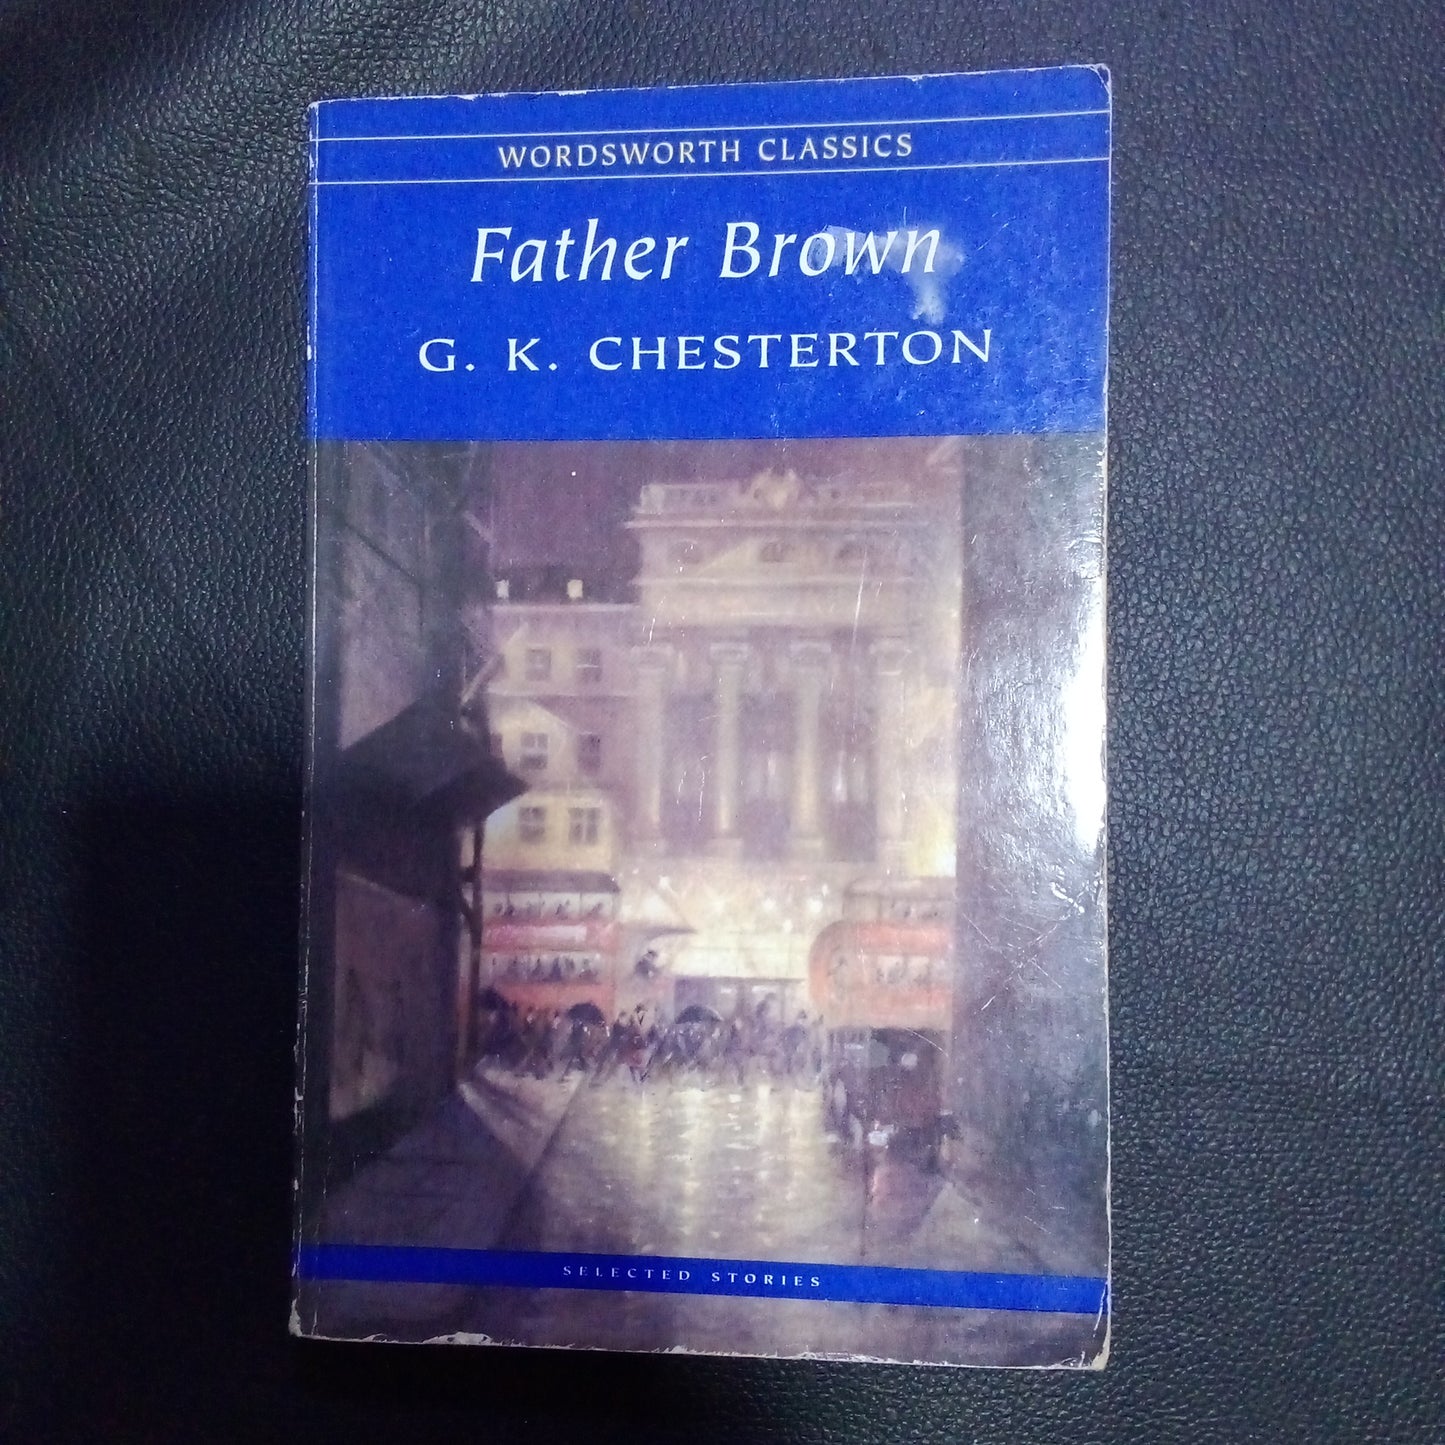 WORDSWORTH CLASSICS
Father Brown
G. K. CHESTERTON
SELECTED STORIES